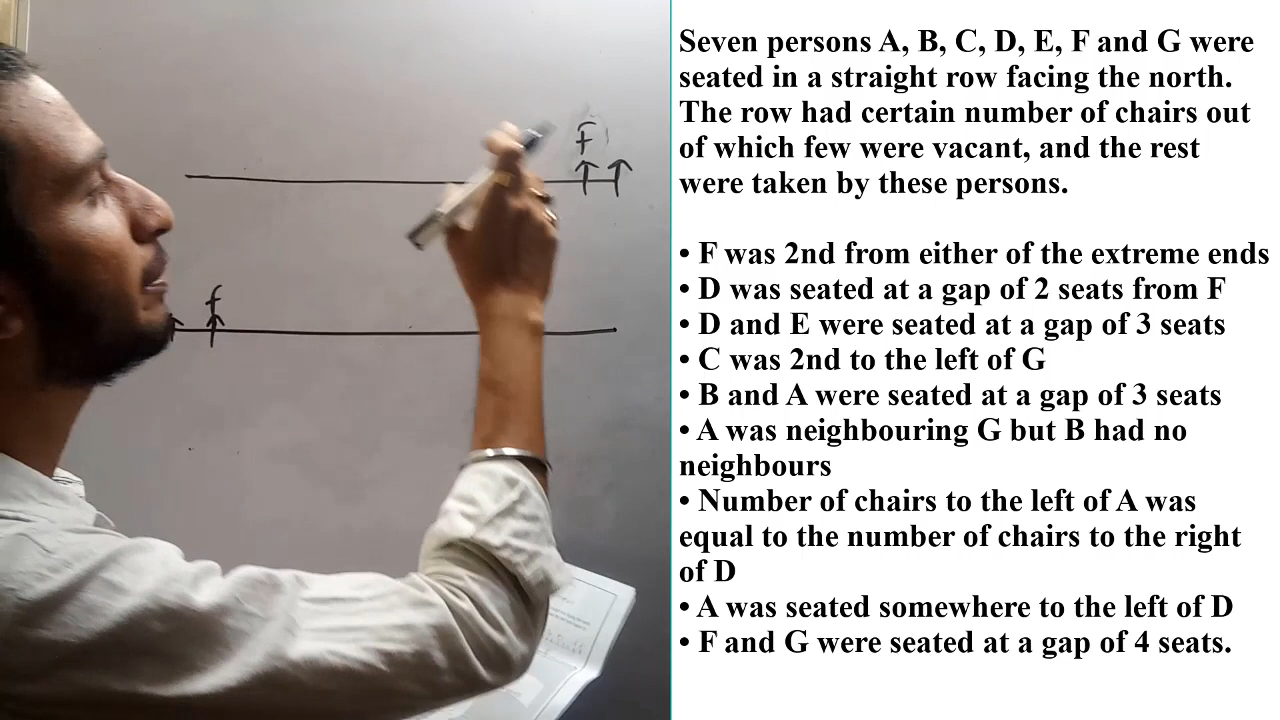 F
f
Seven persons A, B, C, D, E, F and G were
seated in a straight row facing the north.
The row had certain number of chairs out
of which few were vacant, and the rest
were taken by these persons.
• F was 2nd from either of the extreme ends
• D was seated at a gap of 2 seats from F
• D and E were seated at a gap of 3 seats
• C was 2nd to the left of G
• B and A were seated at a gap of 3 seats
• A was neighbouring G but B had no
neighbours
• Number of chairs to the left of A was
equal to the number of chairs to the right
of D
• A was seated somewhere to the left of D
• F and G were seated at a gap of 4 seats.